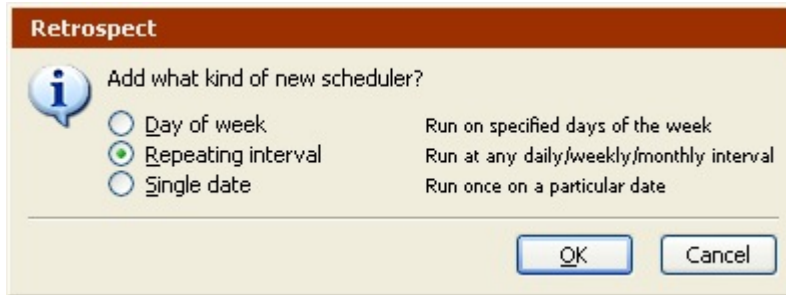 Retrospect
Add what kind of new scheduler?
Day of week Run on specified days of the week
Repeating interval Run at any daily/weekly/monthly interval
Single date Run once on a particular date
OK Cancel